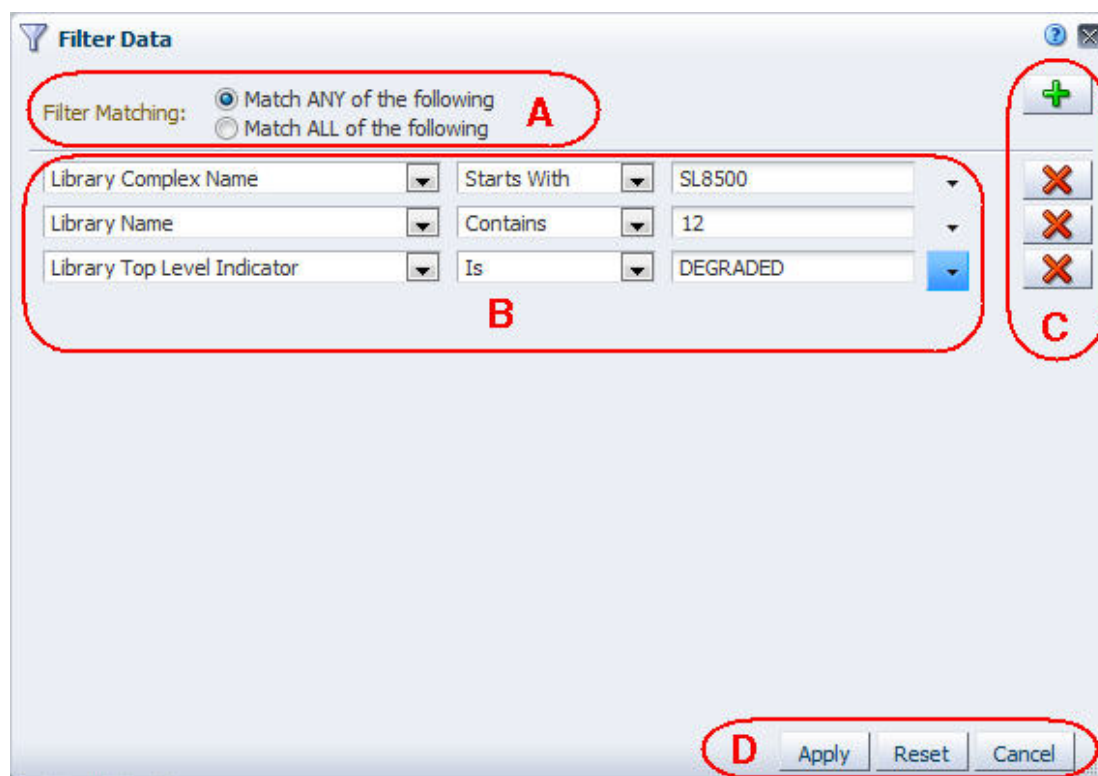 Filter Data
Filter Matching:
Match ANY of the following
Match ALL of the following
A
Library Complex Name Starts With SL8500
Library Name Contains 12
Library Top Level Indicator Is DEGRADED
B
C
D Apply Reset Cancel